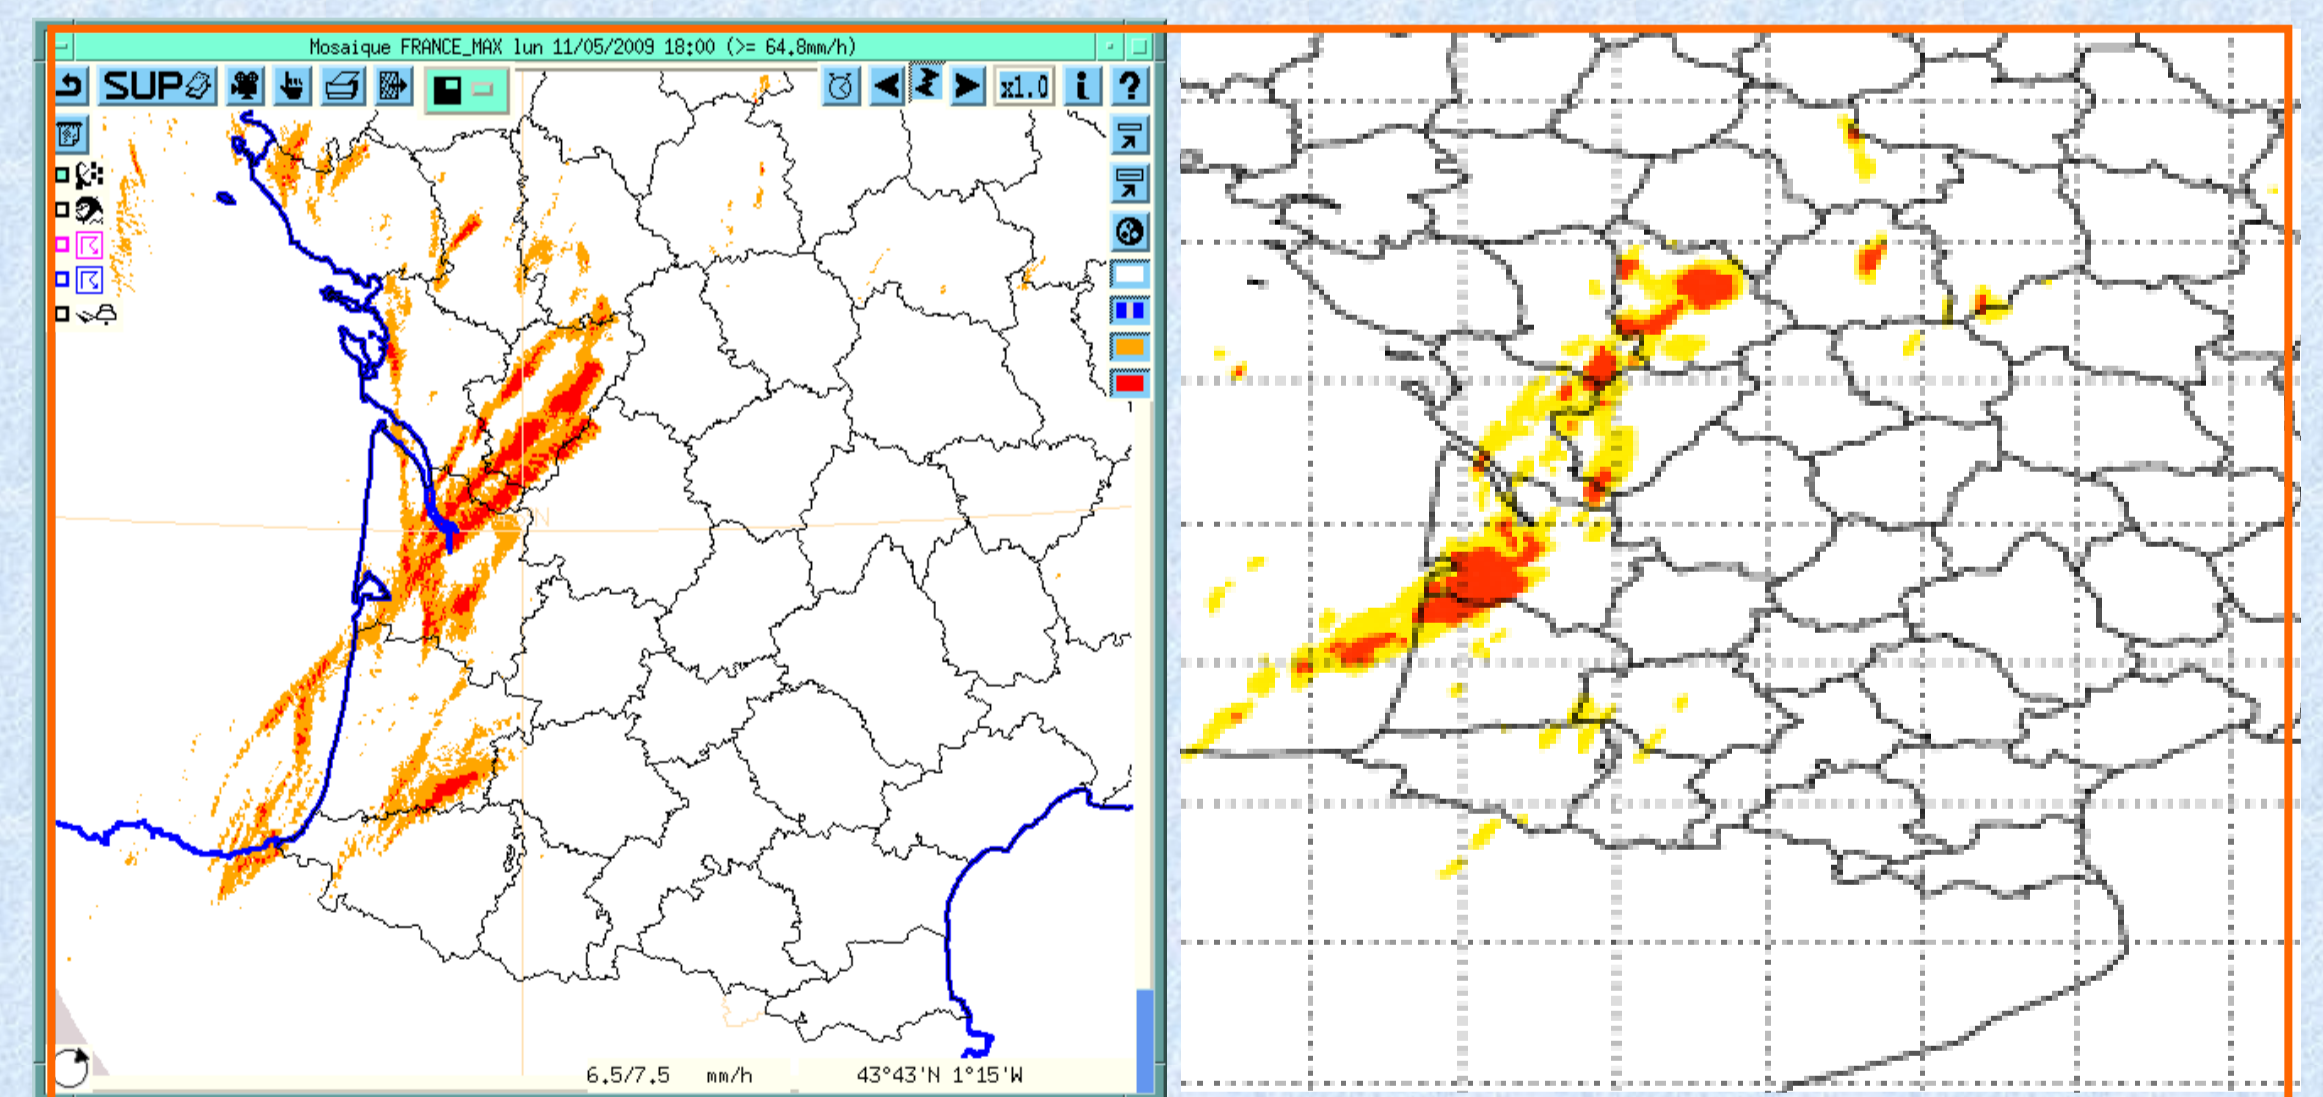 Mosaique FRANCE_MAX lun 11/05/2009 18:00 (>= 64.8mm/h)
SUP
x1.0
i
?
N
6.5/7.5 mm/h 43°43'N 1°15'W